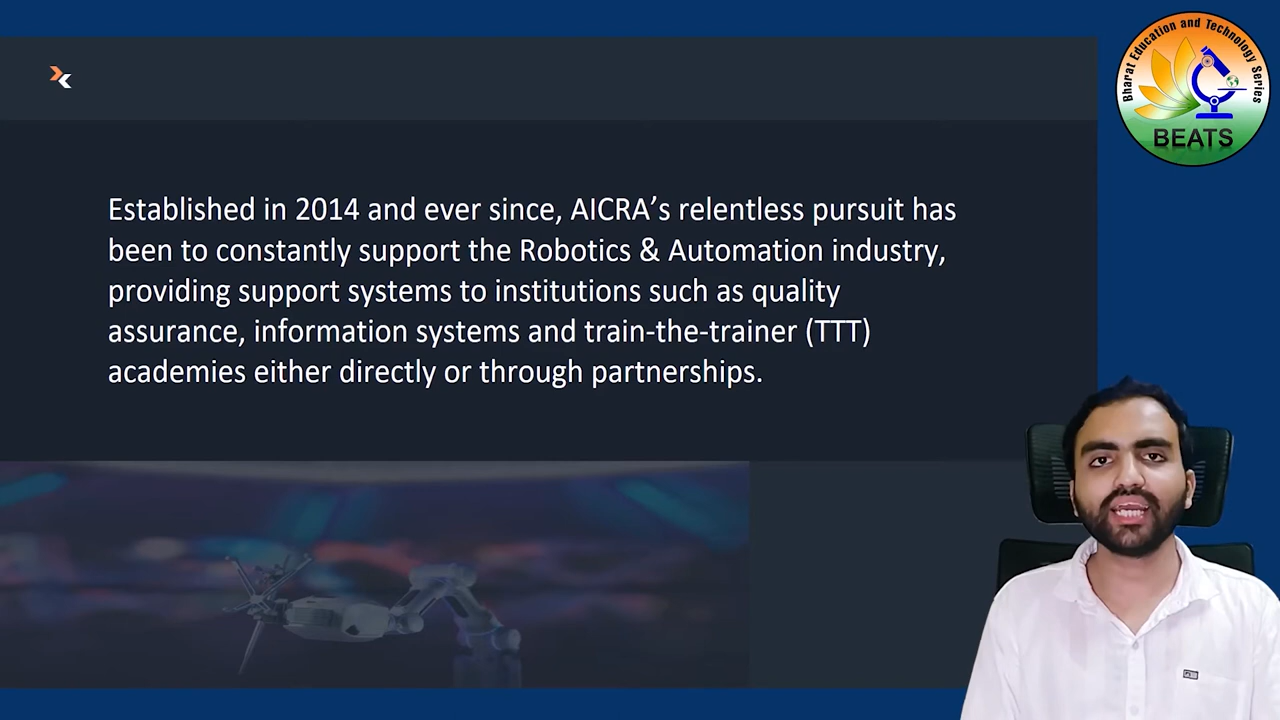 Bharat Education and Technology Series
BEATS
Established in 2014 and ever since, AICRA’s relentless pursuit has
been to constantly support the Robotics & Automation industry,
providing support systems to institutions such as quality
assurance, information systems and train-the-trainer (TTT)
academies either directly or through partnerships.